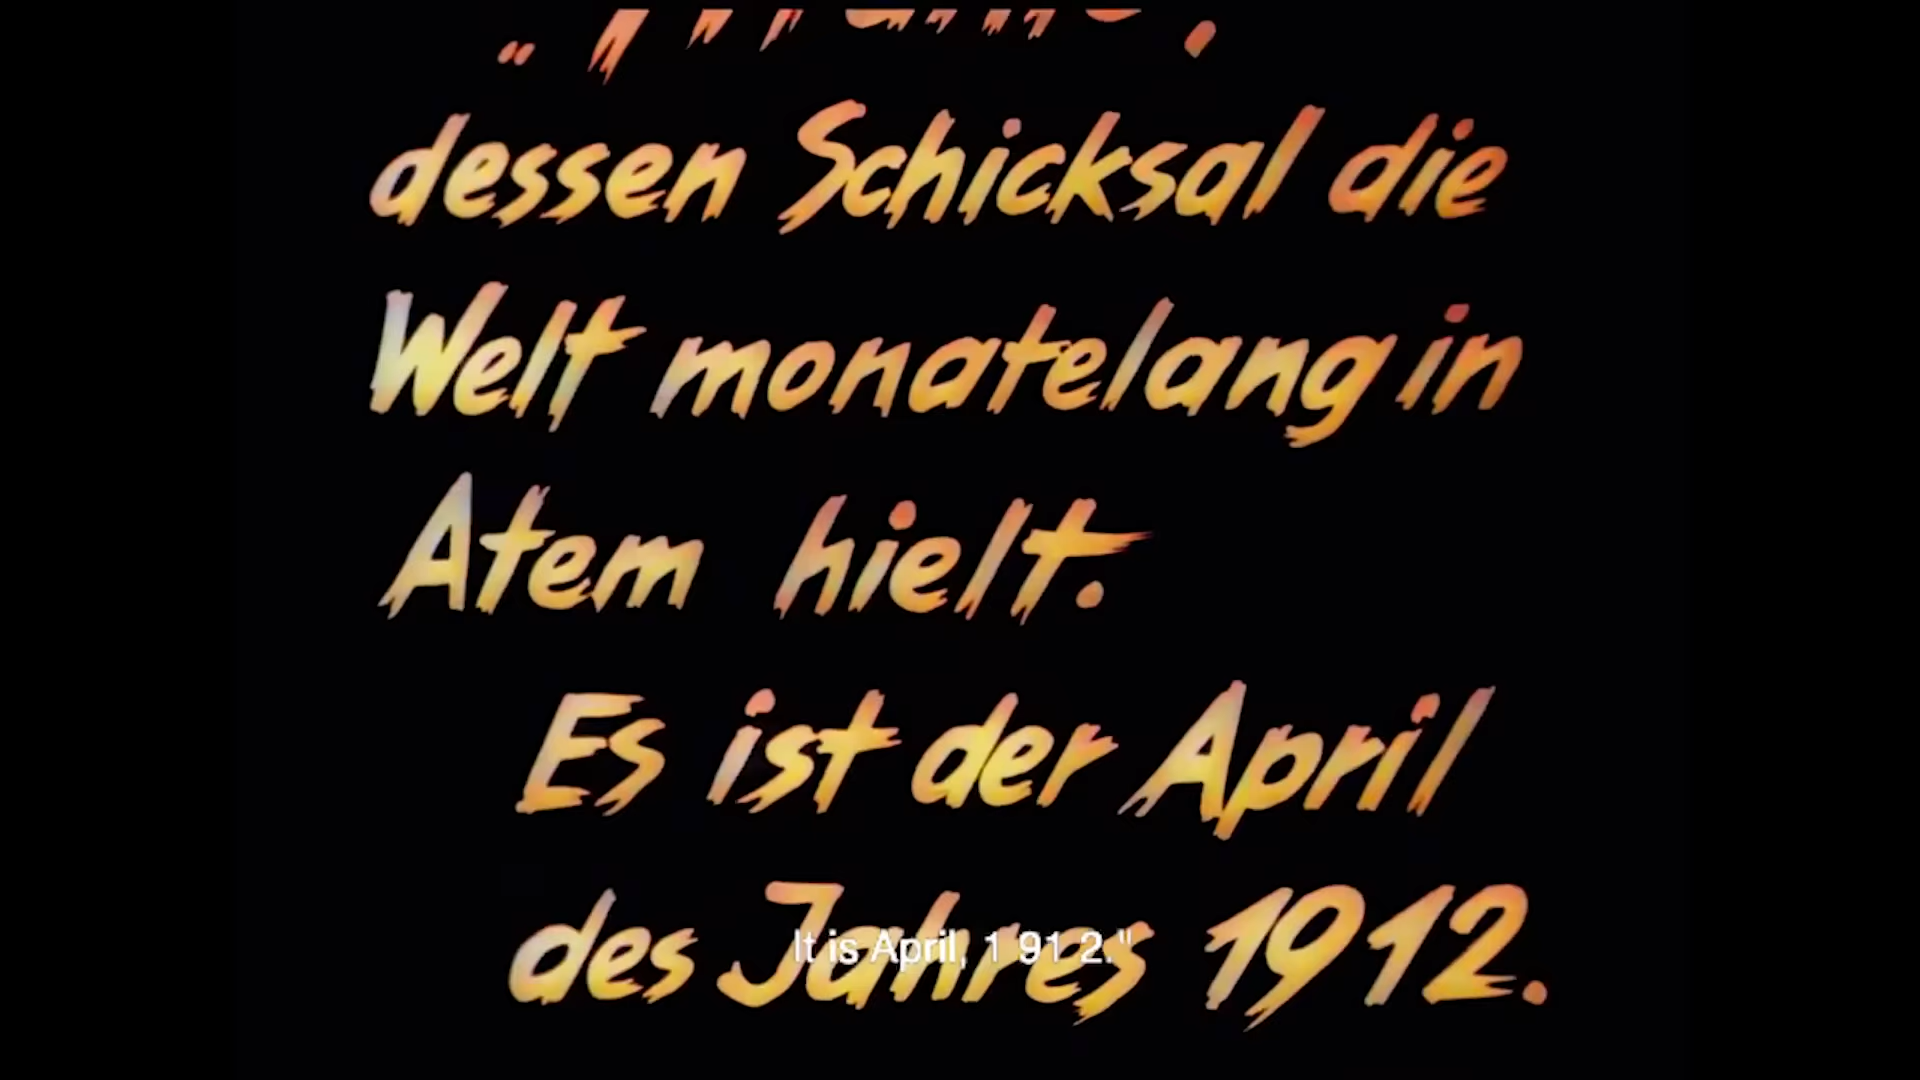 dessen Schicksal die
Welt monatelang in
Atem hielt.
Es ist der April
des Jahres 1912.
It is April, 1 91 2."